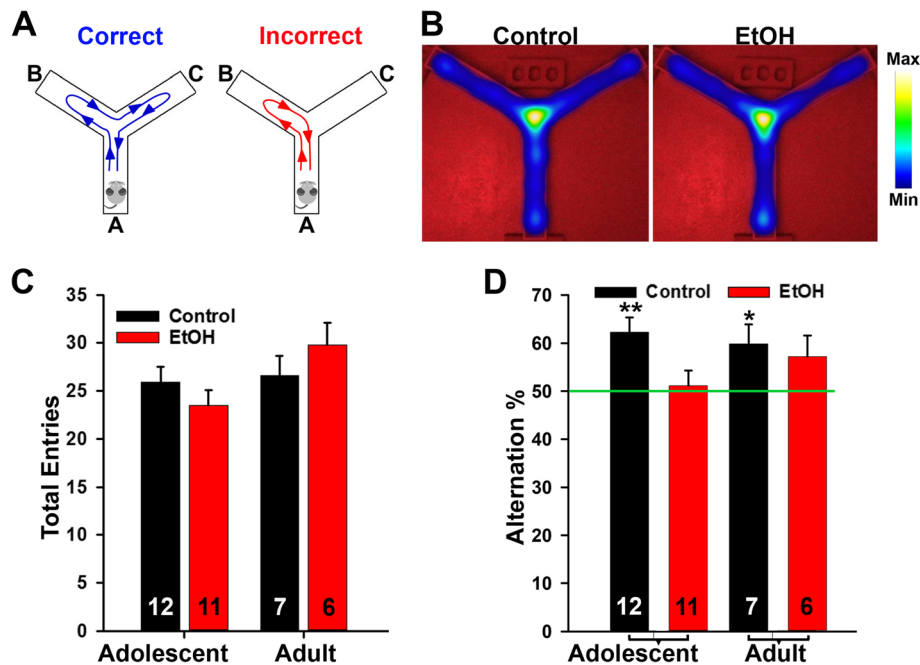 A
Correct
Incorrect
B
C
B
C
A
A
B
Control
EtOH
Max
Min
C
Total Entries
35
30
25
20
15
10
5
0
Control
EtOH
12
11
7
6
Adolescent
Adult
D
Alternation %
70
60
50
40
30
20
10
0
Control
EtOH
**
*
12
11
7
6
Adolescent
Adult